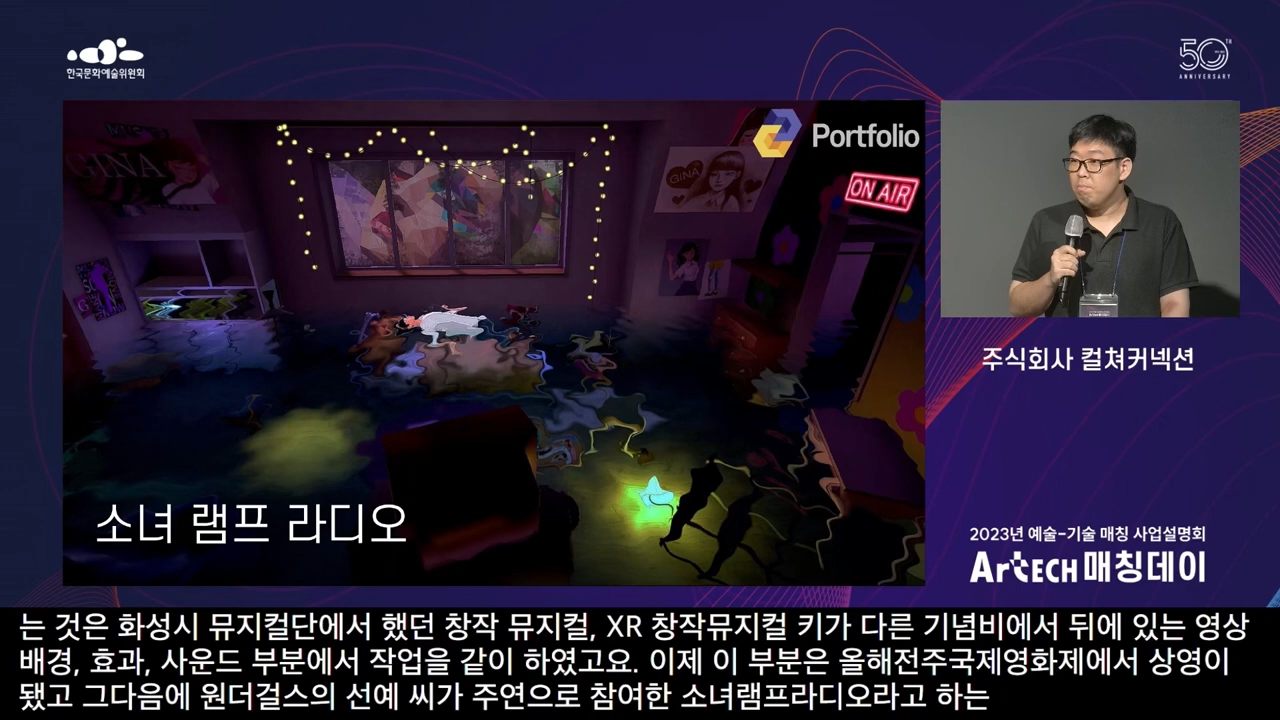 한국문화예술위원회
50TH
ANNIVERSARY
Portfolio
ON AIR
GINA
GINA
소녀 램프 라디오
주식회사 컬쳐커넥션
2023년 예술-기술 매칭 사업설명회
ArtECH 매칭데이
는 것은 화성시 뮤지컬단에서 했던 창작 뮤지컬, XR 창작뮤지컬 키가 다른 기념비에서 뒤에 있는 영상
배경, 효과, 사운드 부분에서 작업을 같이 하였고요. 이제 이 부분은 올해전주국제영화제에서 상영이
됐고 그다음에 원더걸스의 선예 씨가 주연으로 참여한 소녀램프라디오라고 하는